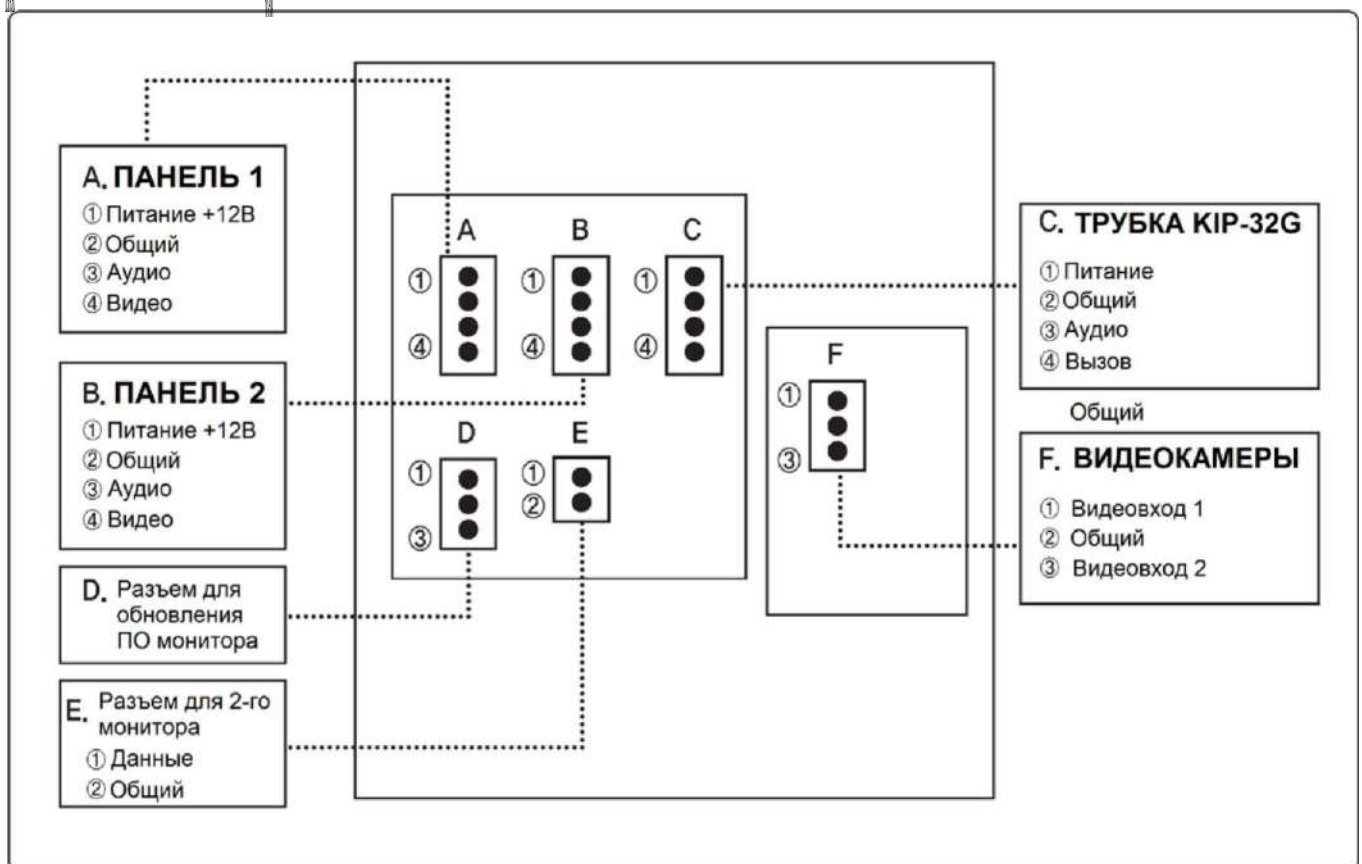 A. ПАНЕЛЬ 1
① Питание +12В
② Общий
③ Аудио
④ Видео
B. ПАНЕЛЬ 2
① Питание +12В
② Общий
③ Аудио
④ Видео
D. Разъем для
обновления
ПО монитора
E. Разъем для 2-го
монитора
① Данные
② Общий
A
①
④
B
①
④
C
①
④
D
①
③
E
①
②
F
①
③
C. ТРУБКА KIP-32G
① Питание
② Общий
③ Аудио
④ Вызов
Общий
F. ВИДЕОКАМЕРЫ
① Видеовход 1
② Общий
③ Видеовход 2